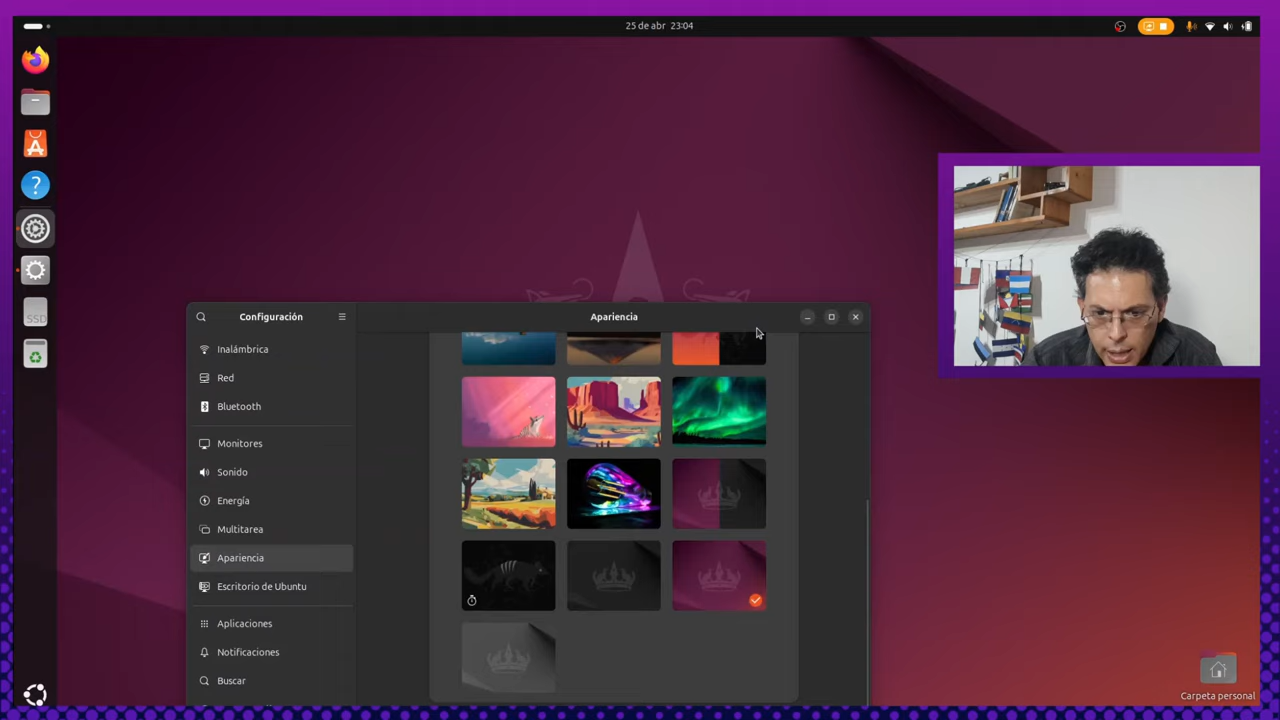 25 de abr 23:04
Configuración
Apariencia
Inalámbrica
Red
Bluetooth
Monitores
Sonido
Energía
Multitarea
Apariencia
Escritorio de Ubuntu
Aplicaciones
Notificaciones
Buscar
SSD
Carpeta personal